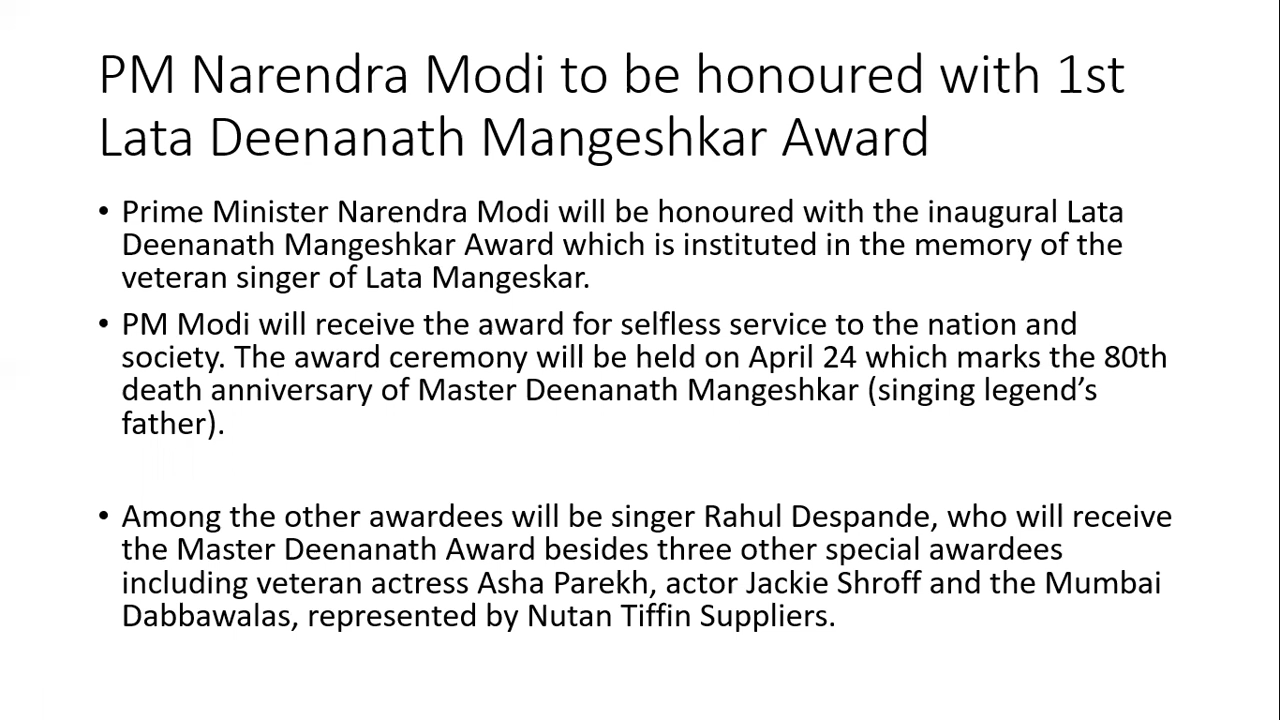 PM Narendra Modi to be honoured with 1st
Lata Deenanath Mangeshkar Award
• Prime Minister Narendra Modi will be honoured with the inaugural Lata
Deenanath Mangeshkar Award which is instituted in the memory of the
veteran singer of Lata Mangeskar.
• PM Modi will receive the award for selfless service to the nation and
society. The award ceremony will be held on April 24 which marks the 80th
death anniversary of Master Deenanath Mangeshkar (singing legend’s
father).
• Among the other awardees will be singer Rahul Despande, who will receive
the Master Deenanath Award besides three other special awardees
including veteran actress Asha Parekh, actor Jackie Shroff and the Mumbai
Dabbawalas, represented by Nutan Tiffin Suppliers.